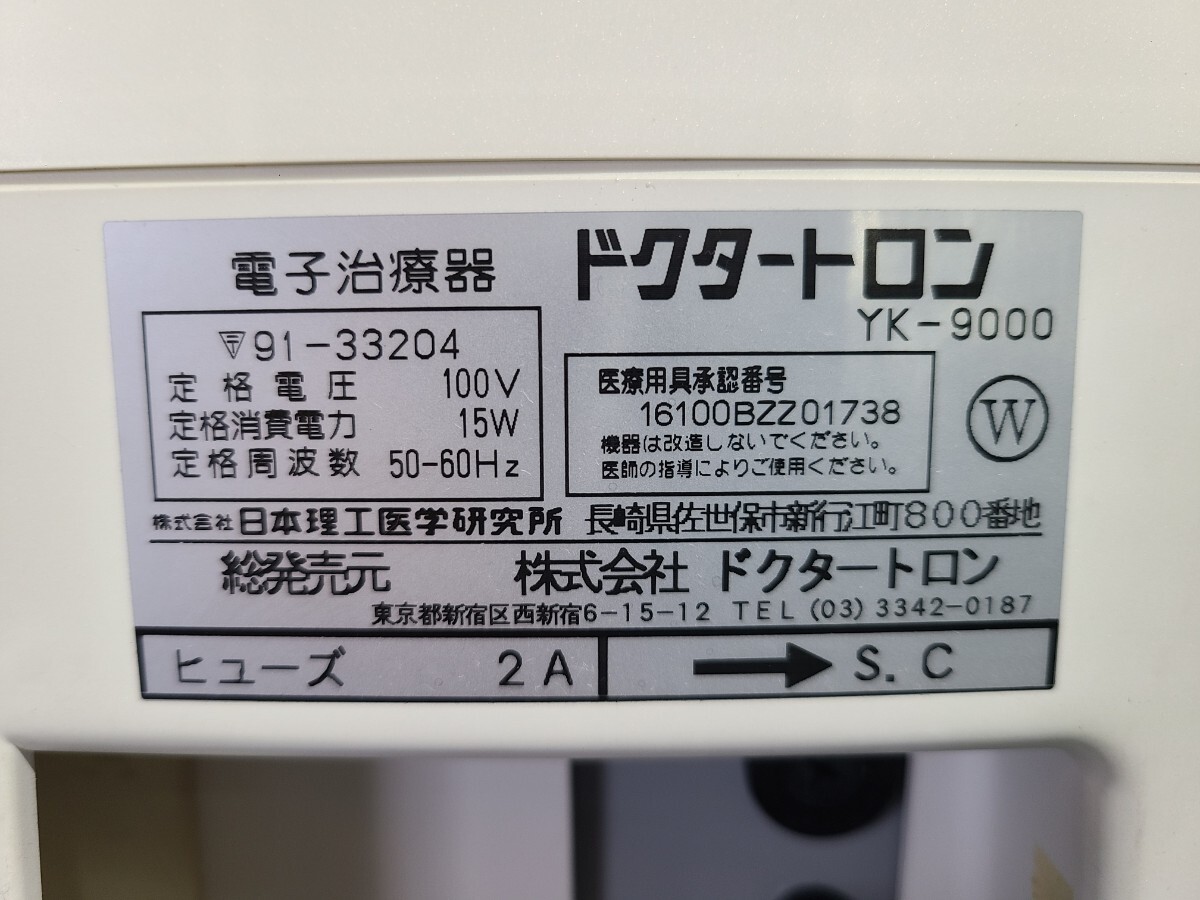 電子治療器 ドクタートロン
YK-9000
〒91-33204
定格電圧 100V
定格消費電力 15W
定格周波数 50-60Hz
医療用具承認番号
16100BZZ01738
機器は改造しないでください。
医師の指導によりご使用ください。
W
株式会社 日本理工医学研究所 長崎県佐世保市新行江町800番地
総発売元 株式会社 ドクタートロン
東京都新宿区西新宿6-15-12 TEL (03) 3342-0187
ヒューズ 2A → S.C